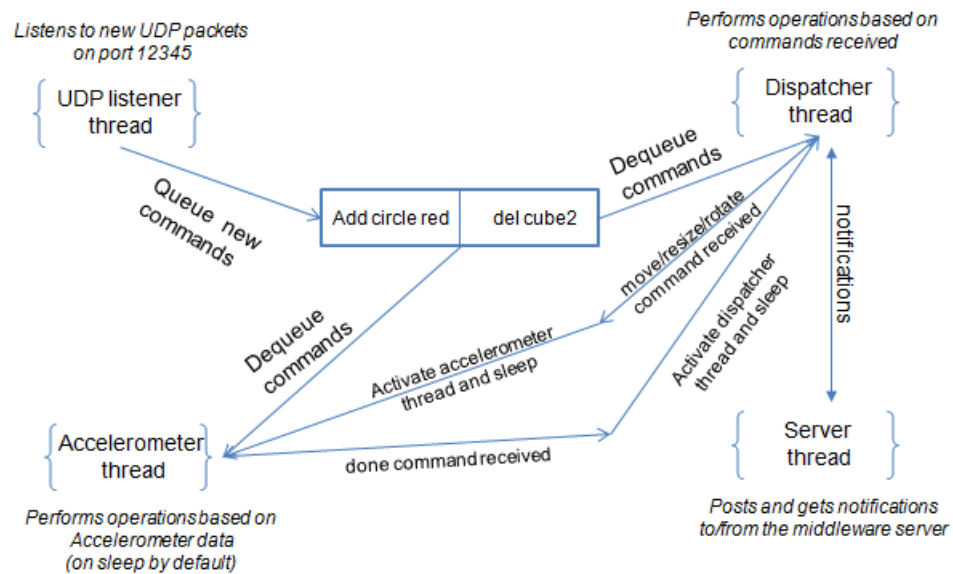 Listens to new UDP packets
on port 12345
UDP listener
thread
Performs operations based on
commands received
Dispatcher
thread
Queue new
commands
Add circle red
del cube2
Dequeue
commands
move/resize/rotate
command received
notifications
Dequeue
commands
Activate accelerometer
thread and sleep
Activate dispatcher
thread and sleep
Accelerometer
thread
done command received
Server
thread
Performs operations based on
Accelerometer data
(on sleep by default)
Posts and gets notifications
to/from the middleware server